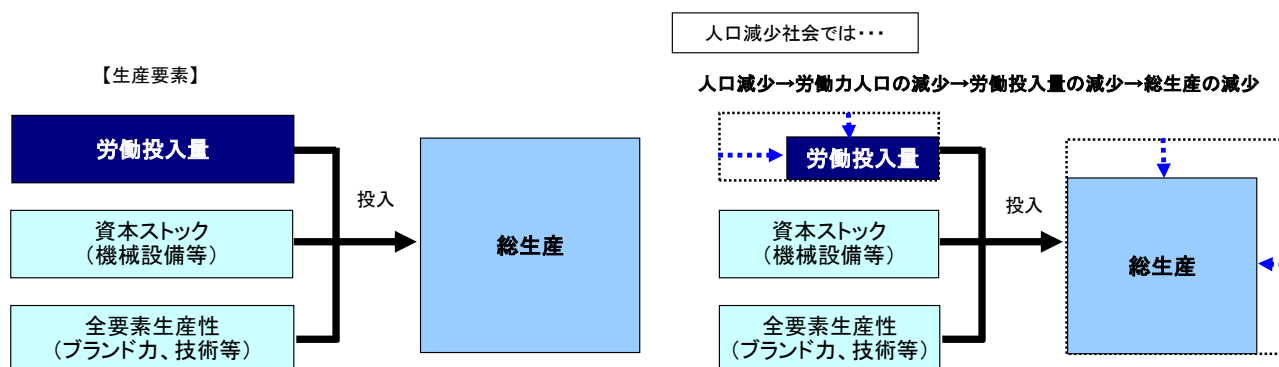 【生産要素】
労働投入量
資本ストック
（機械設備等）
全要素生産性
（ブランド力、技術等）
投入
総生産
人口減少社会では･･･
人口減少→労働力人口の減少→労働投入量の減少→総生産の減少
労働投入量
資本ストック
（機械設備等）
全要素生産性
（ブランド力、技術等）
投入
総生産